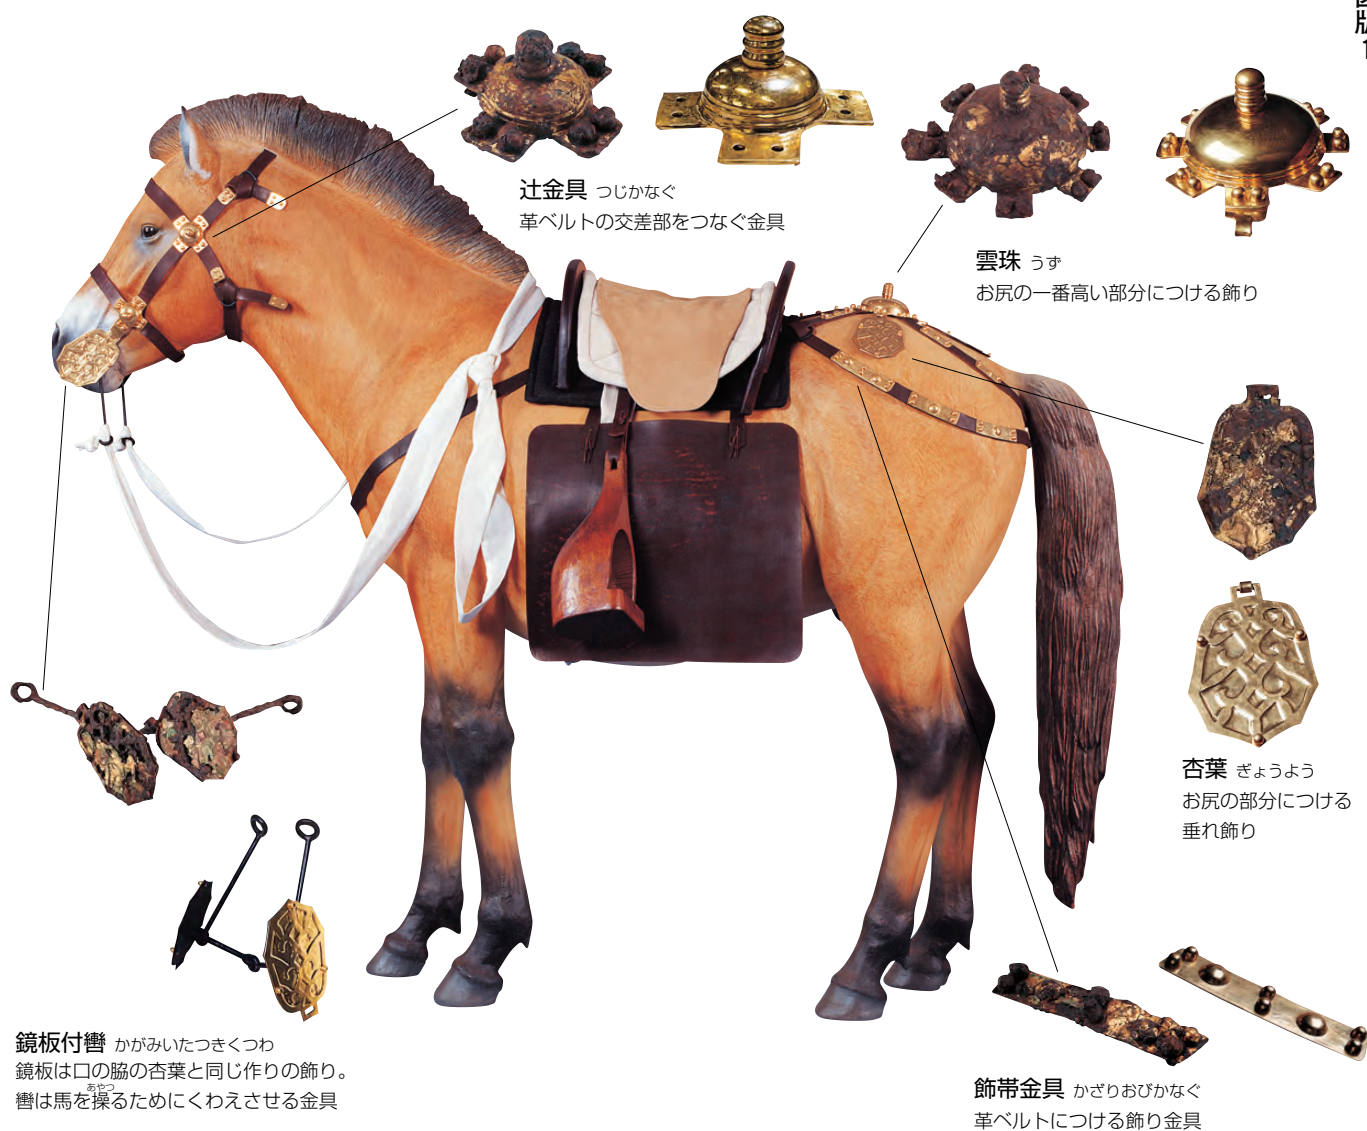 図版 1
辻金具 つじかなぐ
革ベルトの交差部をつなぐ金具
雲珠 うず
お尻の一番高い部分につける飾り
杏葉 ぎょうよう
お尻の部分につける
垂れ飾り
鏡板付轡 かがみいたつきくつわ
鏡板は口の脇の杏葉と同じ作りの飾り。
あやつ
轡は馬を操るためにくわえさせる金具
飾帯金具 かざりおびかなぐ
革ベルトにつける飾り金具